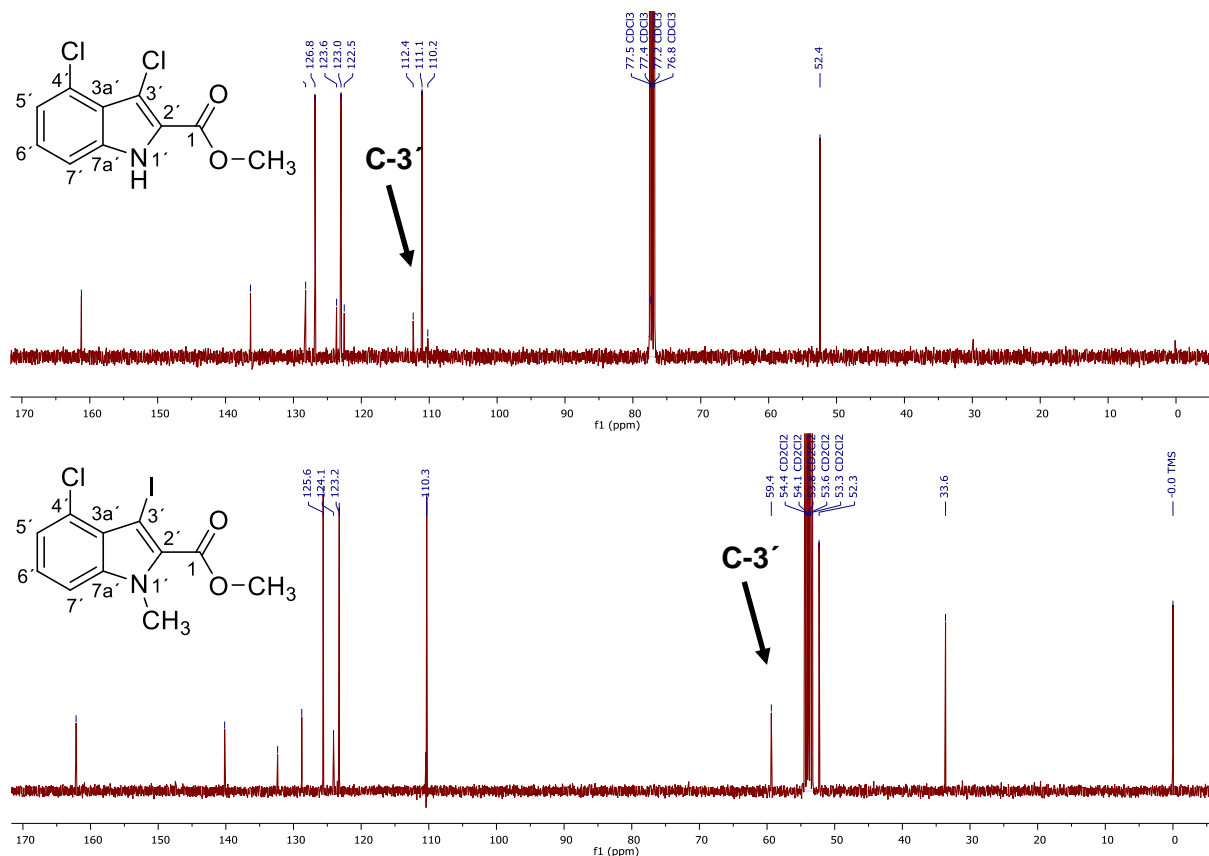 126.8
123.6
123.0
122.5
112.4
111.1
110.2
77.5 CDCl3
77.4 CDCl3
77.2 CDCl3
76.8 CDCl3
52.4
Cl
Cl
4´
3a´
3´
O
5´
2´
1
6´
7a´
1´
O
CH3
7´
N
H
C-3´
170 160 150 140 130 120 110 100 90 80 70 60 50 40 30 20 10 0
f1 (ppm)
125.6
124.1
123.2
110.3
59.4
54.4 CD2Cl2
54.1 CD2Cl2
53.8 CD2Cl2
53.6 CD2Cl2
53.3 CD2Cl2
52.3
33.6
-0.0 TMS
Cl
I
4´
3a´
3´
O
5´
2´
1
6´
7a´
1´
O
CH3
7´
N
CH3
C-3´
170 160 150 140 130 120 110 100 90 80 70 60 50 40 30 20 10 0
f1 (ppm)